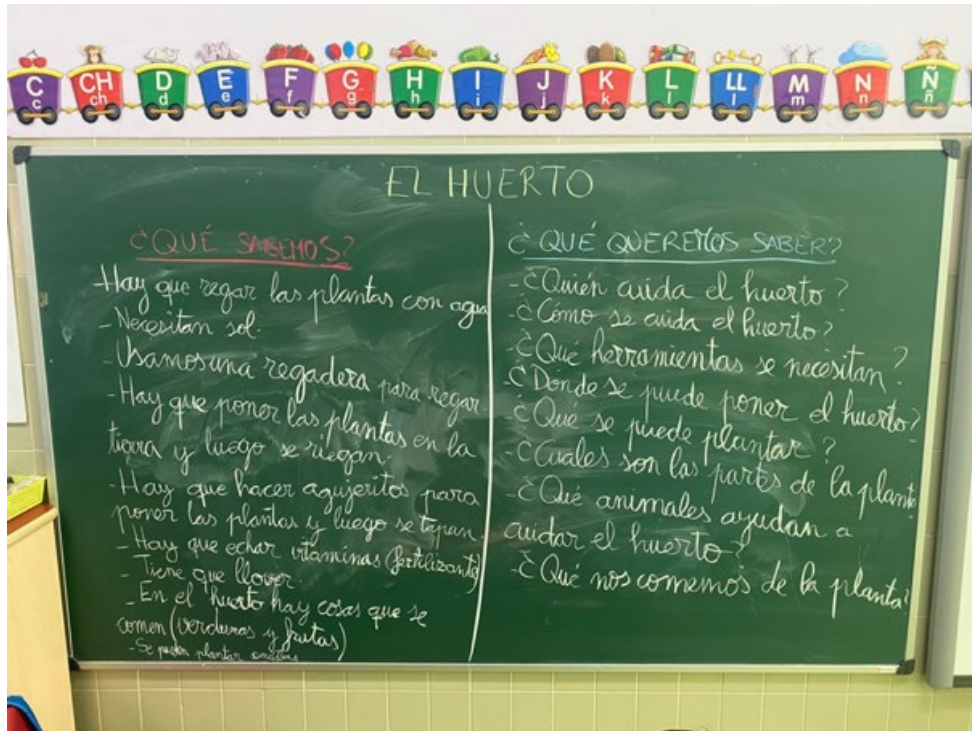 C c
CH ch
D d
E e
F f
G g
H h
I i
J j
K k
L l
LL l
M m
N n
Ñ ñ
EL HUERTO
¿QUÉ SABEMOS?
-Hay que regar las plantas con agua
- Necesitan sol.
- Usamos una regadera para regar
- Hay que poner las plantas en la
tierra y luego se riegan.
- Hay que hacer agujeritos para
poner las plantas y luego se tapan.
- Hay que echar vitaminas (fertilizante)
- Tiene que llover.
- En el huerto hay cosas que se
comen (verduras y frutas)
- Se plantar
¿QUÉ QUEREMOS SABER?
- ¿Quién cuida el huerto?
- ¿Cómo se cuida el huerto?
- ¿Qué herramientas se necesitan?
- ¿Donde se puede poner el huerto?
- ¿Qué se puede plantar?
- ¿Cuales son las partes de la planta
- ¿Qué animales ayudan a
cuidar el huerto?
- ¿Qué nos comemos de la planta?